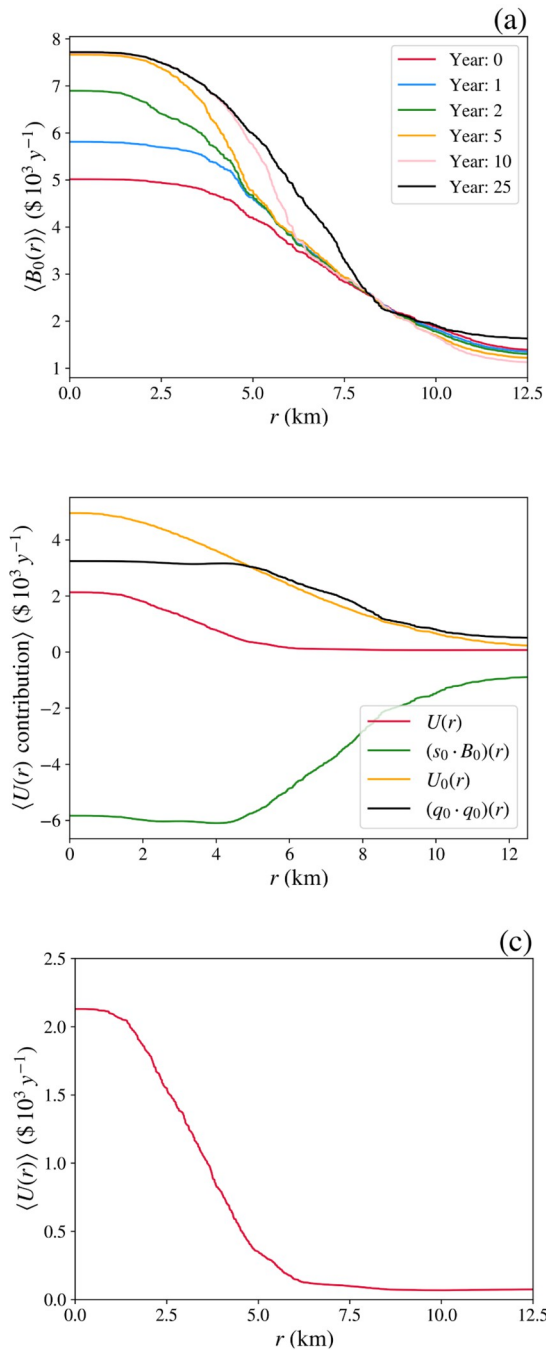 (a)
8
7
6
5
4
3
2
1
⟨B₀(r)⟩ ($ 10³ y⁻¹)
Year: 0
Year: 1
Year: 2
Year: 5
Year: 10
Year: 25
0.0 2.5 5.0 7.5 10.0 12.5
r (km)
4
2
0
−2
−4
−6
⟨U(r) contribution⟩ ($ 10³ y⁻¹)
U(r)
(s₀ · B₀)(r)
U₀(r)
(q₀ · q₀)(r)
0 2 4 6 8 10 12
r (km)
(c)
2.5
2.0
1.5
1.0
0.5
0.0
⟨U(r)⟩ ($ 10³ y⁻¹)
0.0 2.5 5.0 7.5 10.0 12.5
r (km)